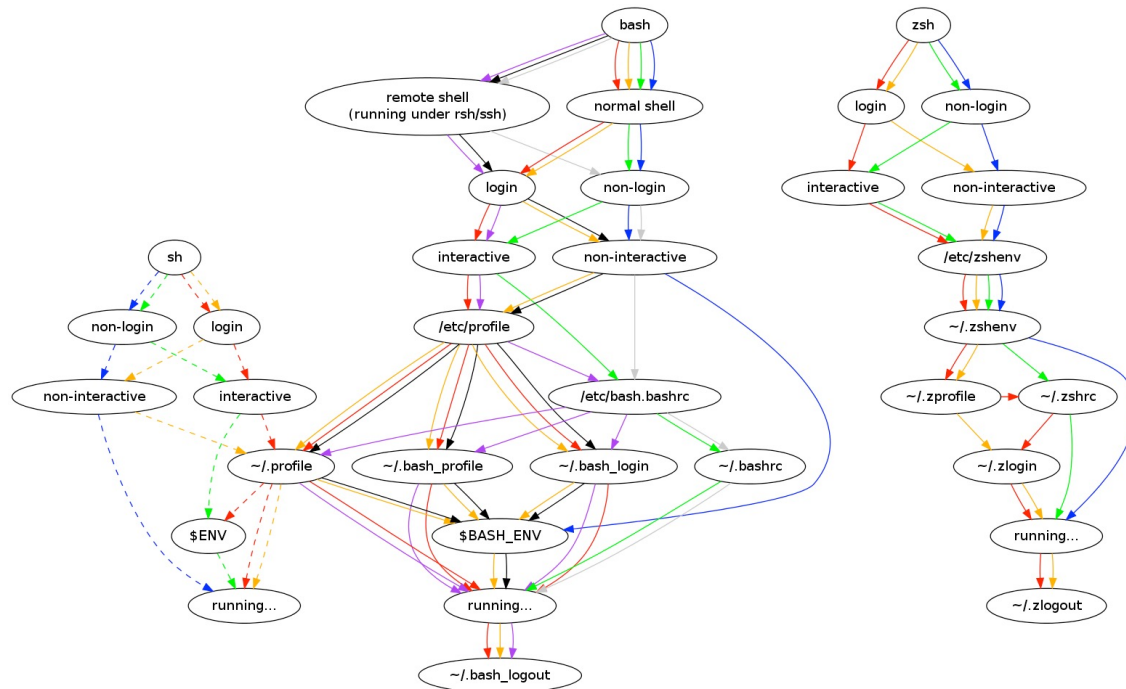 bash
zsh
remote shell
(running under rsh/ssh)
normal shell
login
non-login
login
non-login
interactive
non-interactive
sh
interactive
non-interactive
/etc/zshenv
non-login
login
/etc/profile
~/.zshenv
non-interactive
interactive
/etc/bash.bashrc
~/.zprofile
~/.zshrc
~/.profile
~/.bash_profile
~/.bash_login
~/.bashrc
~/.zlogin
$ENV
$BASH_ENV
running...
running...
running...
~/.zlogout
~/.bash_logout